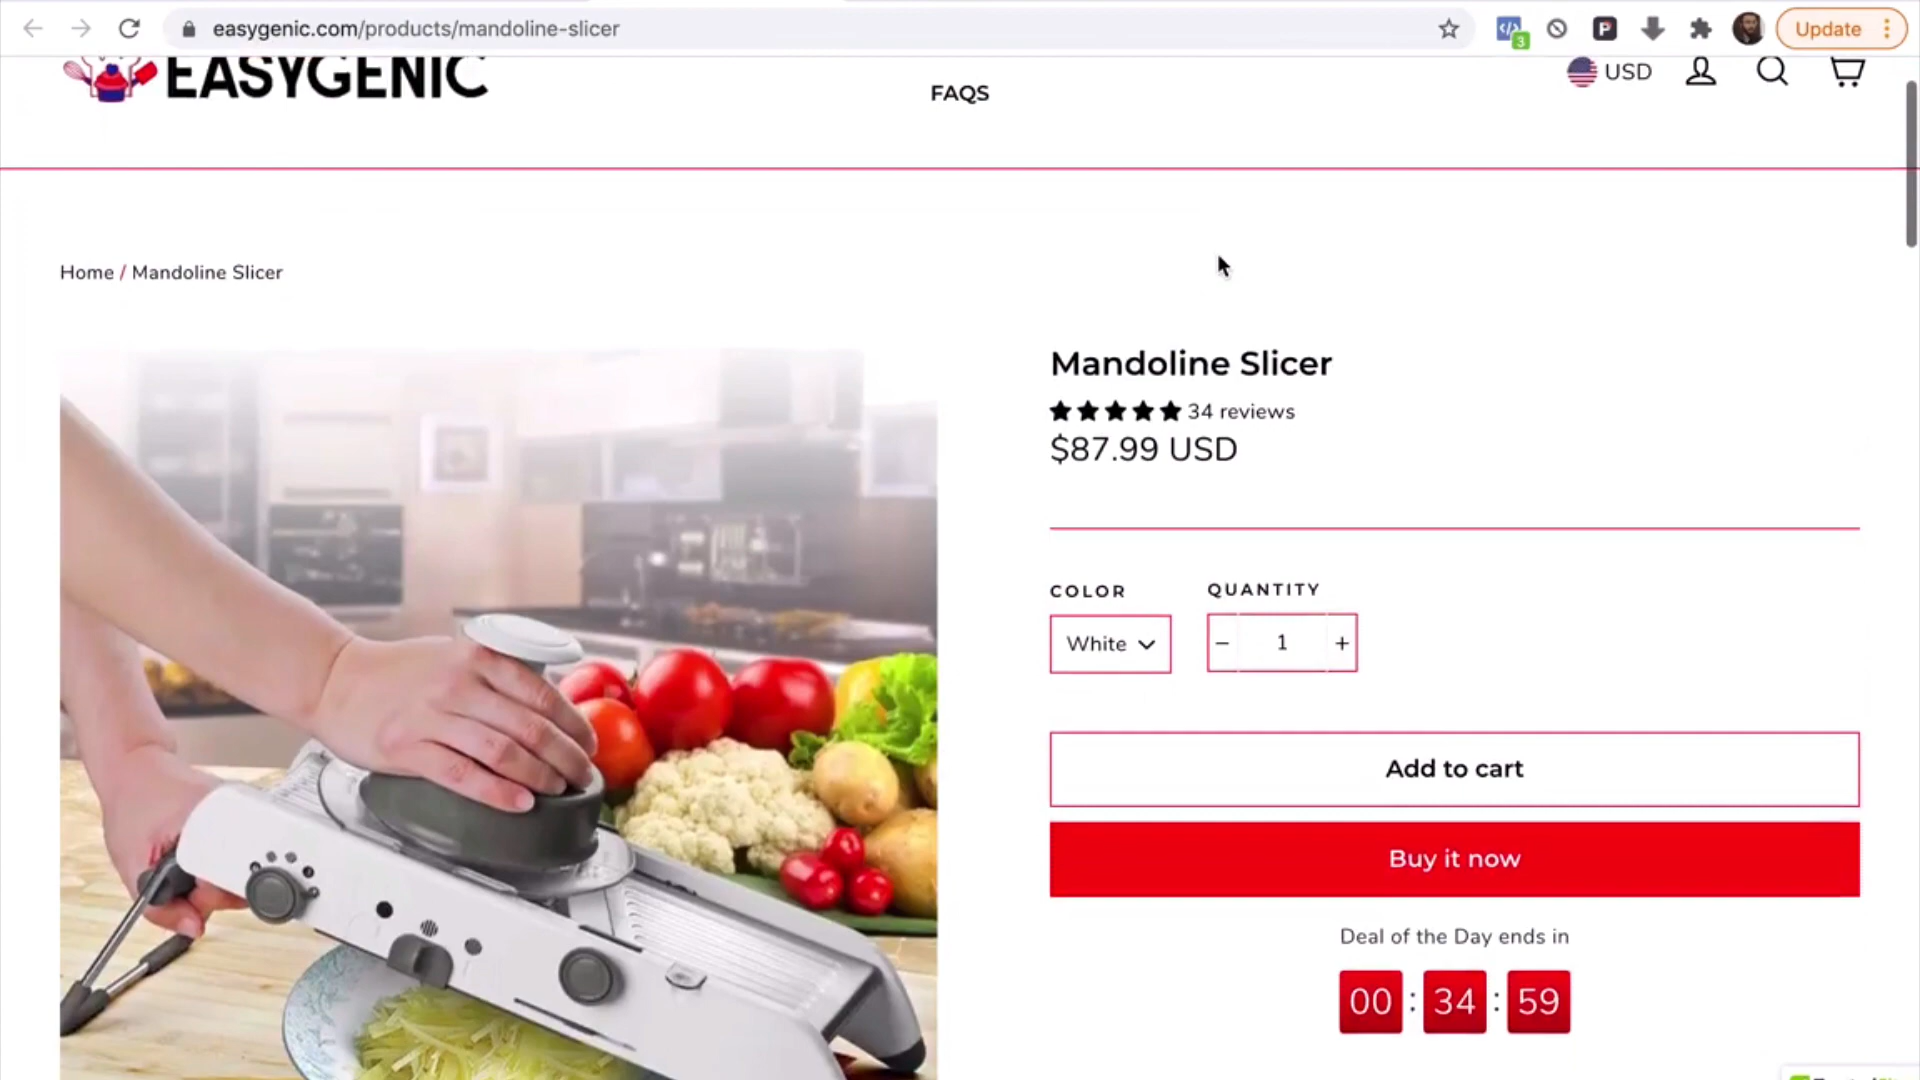 easygenic.com/products/mandoline-slicer
3
P
Update
EASYGENIC
FAQS
USD
Home / Mandoline Slicer
Mandoline Slicer
34 reviews
$87.99 USD
COLOR
QUANTITY
White
− 1 +
Add to cart
Buy it now
Deal of the Day ends in
00 : 34 : 59